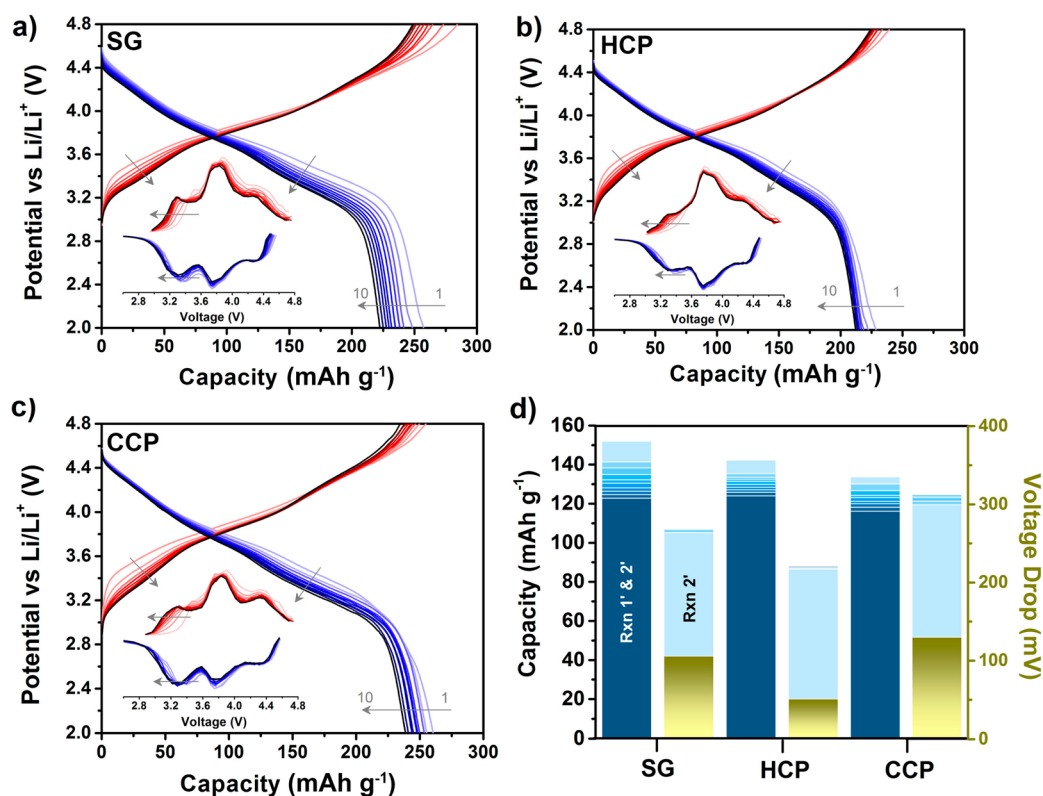 a)
SG
Potential vs Li/Li⁺ (V)
4.8
4.4
4.0
3.6
3.2
2.8
2.4
2.0
2.8 3.2 3.6 4.0 4.4 4.8
Voltage (V)
10 1
0 50 100 150 200 250 300
Capacity (mAh g⁻¹)
b)
HCP
Potential vs Li/Li⁺ (V)
4.8
4.4
4.0
3.6
3.2
2.8
2.4
2.0
2.8 3.2 3.6 4.0 4.4 4.8
Voltage (V)
10 1
0 50 100 150 200 250 300
Capacity (mAh g⁻¹)
c)
CCP
Potential vs Li/Li⁺ (V)
4.8
4.4
4.0
3.6
3.2
2.8
2.4
2.0
2.8 3.2 3.6 4.0 4.4 4.8
Voltage (V)
10 1
0 50 100 150 200 250 300
Capacity (mAh g⁻¹)
d)
Capacity (mAh g⁻¹)
160
140
120
100
80
60
40
20
0
Rxn 1' & 2'
Rxn 2'
SG HCP CCP
400
300
200
100
0
Voltage Drop (mV)